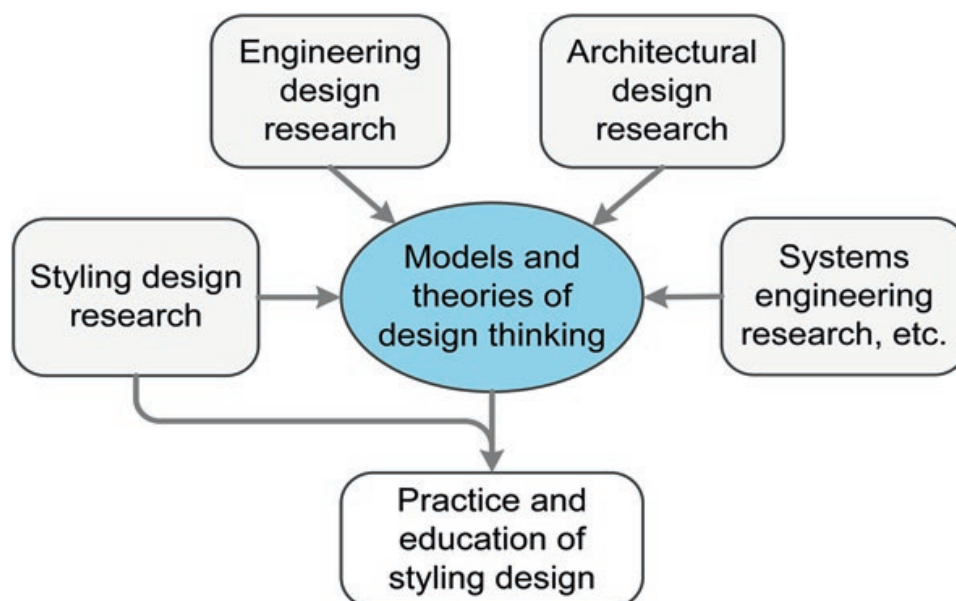 Engineering
design
research
Architectural
design
research
Styling design
research
Models and
theories of
design thinking
Systems
engineering
research, etc.
Practice and
education of
styling design